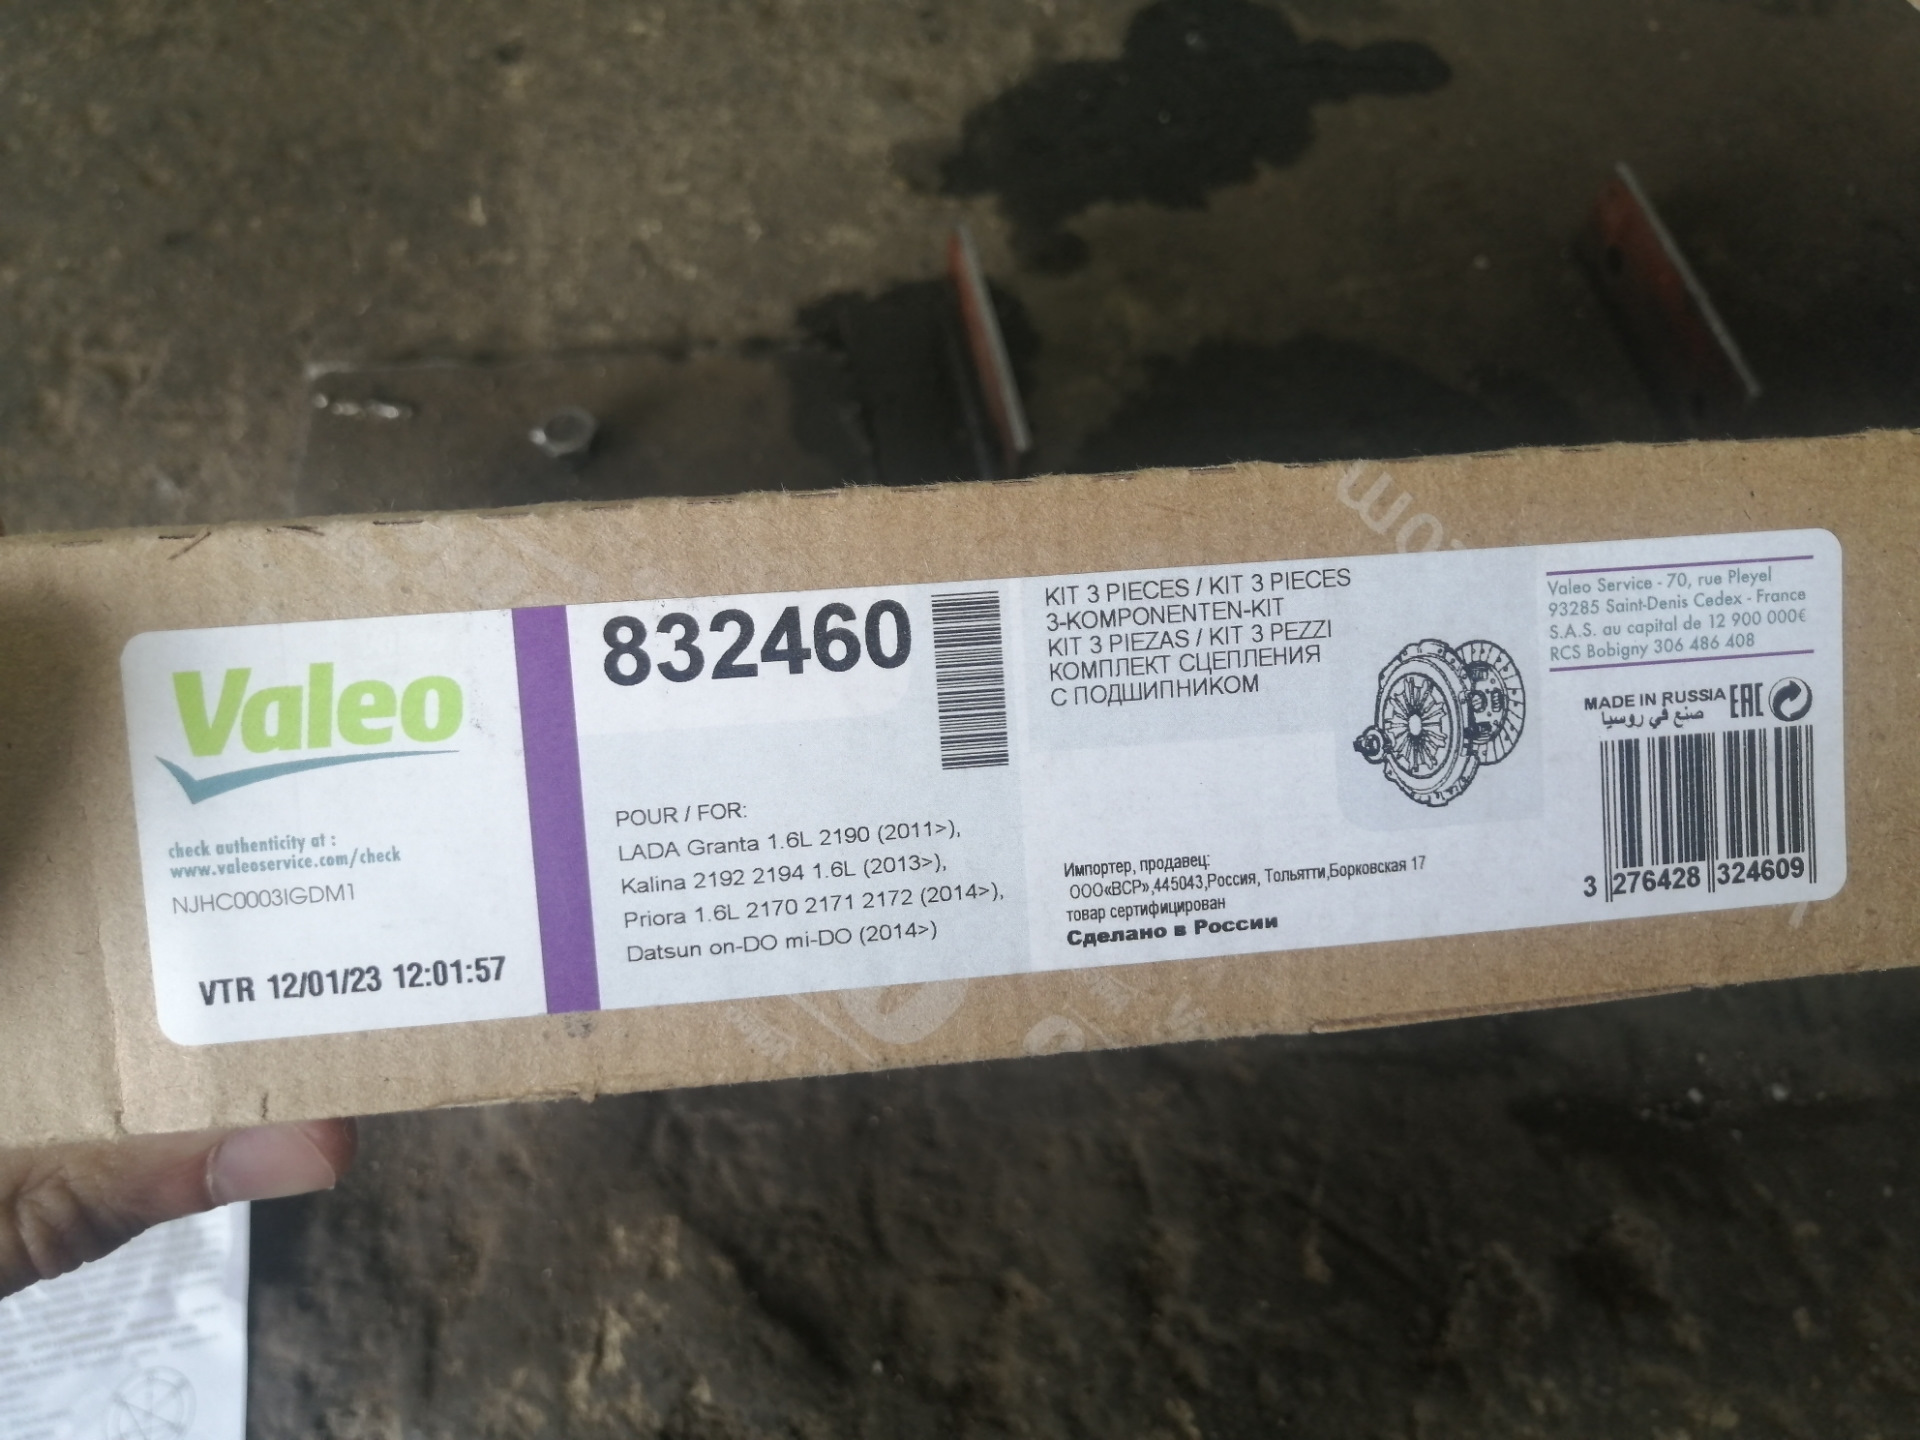 Valeo
check authenticity at :
www.valeoservice.com/check
NJHC0003IGDM1
VTR 12/01/23 12:01:57
832460
POUR / FOR:
LADA Granta 1.6L 2190 (2011>),
Kalina 2192 2194 1.6L (2013>),
Priora 1.6L 2170 2171 2172 (2014>),
Datsun on-DO mi-DO (2014>)
KIT 3 PIECES / KIT 3 PIECES
3-KOMPONENTEN-KIT
KIT 3 PIEZAS / KIT 3 PEZZI
КОМПЛЕКТ СЦЕПЛЕНИЯ
С ПОДШИПНИКОМ
Импортер, продавец:
ООО«ВСР»,445043,Россия, Тольятти,Борковская 17
товар сертифицирован
Сделано в России
Valeo Service - 70, rue Pleyel
93285 Saint-Denis Cedex - France
S.A.S. au capital de 12 900 000€
RCS Bobigny 306 486 408
MADE IN RUSSIA EAC
صنع في روسيا
3 276428 324609